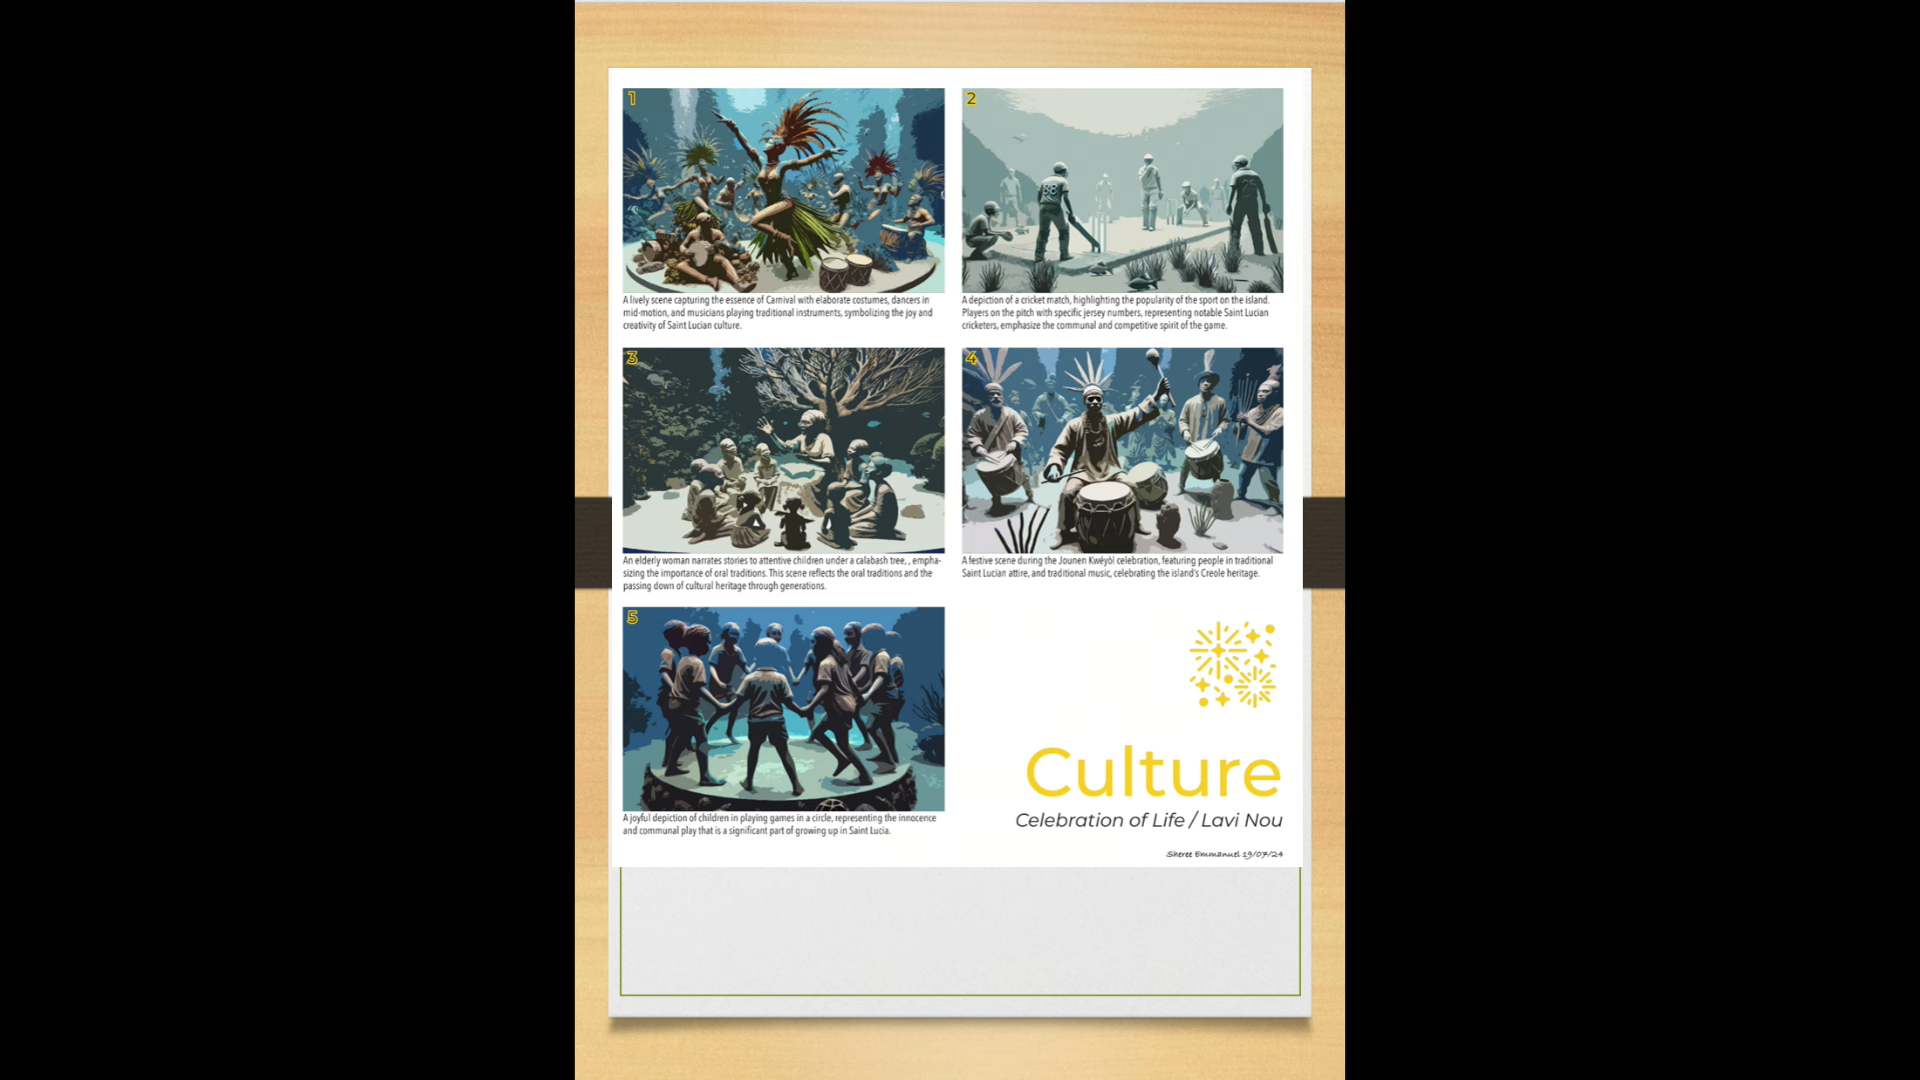 1
A lively scene capturing the essence of Carnival with elaborate costumes, dancers in
mid-motion, and musicians playing traditional instruments, symbolizing the joy and
creativity of Saint Lucian culture.
2
A depiction of a cricket match, highlighting the popularity of the sport on the island.
Players on the pitch with specific jersey numbers, representing notable Saint Lucian
cricketers, emphasize the communal and competitive spirit of the game.
3
An elderly woman narrates stories to attentive children under a calabash tree, , empha-
sizing the importance of oral traditions. This scene reflects the oral traditions and the
passing down of cultural heritage through generations.
4
A festive scene during the Jounen Kwéyòl celebration, featuring people in traditional
Saint Lucian attire, and traditional music, celebrating the island's Creole heritage.
5
A joyful depiction of children in playing games in a circle, representing the innocence
and communal play that is a significant part of growing up in Saint Lucia.
Culture
Celebration of Life / Lavi Nou
Sheree Emmanuel 19/07/24